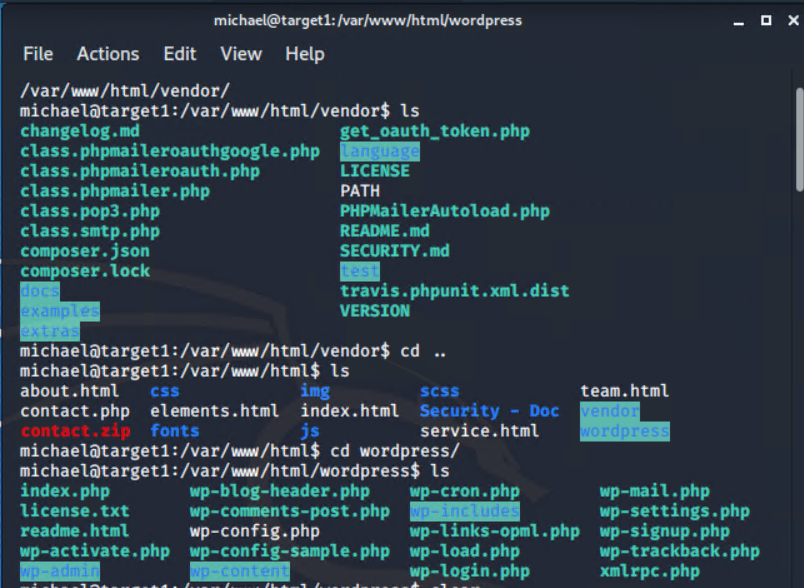 michael@target1:/var/www/html/wordpress
File Actions Edit View Help
/var/www/html/vendor/
michael@target1:/var/www/html/vendor$ ls
changelog.md get_oauth_token.php
class.phpmaileroauthgoogle.php language
class.phpmaileroauth.php LICENSE
class.phpmailer.php PATH
class.pop3.php PHPMailerAutoload.php
class.smtp.php README.md
composer.json SECURITY.md
composer.lock test
docs travis.phpunit.xml.dist
examples VERSION
extras
michael@target1:/var/www/html/vendor$ cd ..
michael@target1:/var/www/html$ ls
about.html css img scss team.html
contact.php elements.html index.html Security - Doc vendor
contact.zip fonts js service.html wordpress
michael@target1:/var/www/html$ cd wordpress/
michael@target1:/var/www/html/wordpress$ ls
index.php wp-blog-header.php wp-cron.php wp-mail.php
license.txt wp-comments-post.php wp-includes wp-settings.php
readme.html wp-config.php wp-links-opml.php wp-signup.php
wp-activate.php wp-config-sample.php wp-load.php wp-trackback.php
wp-admin wp-content wp-login.php xmlrpc.php